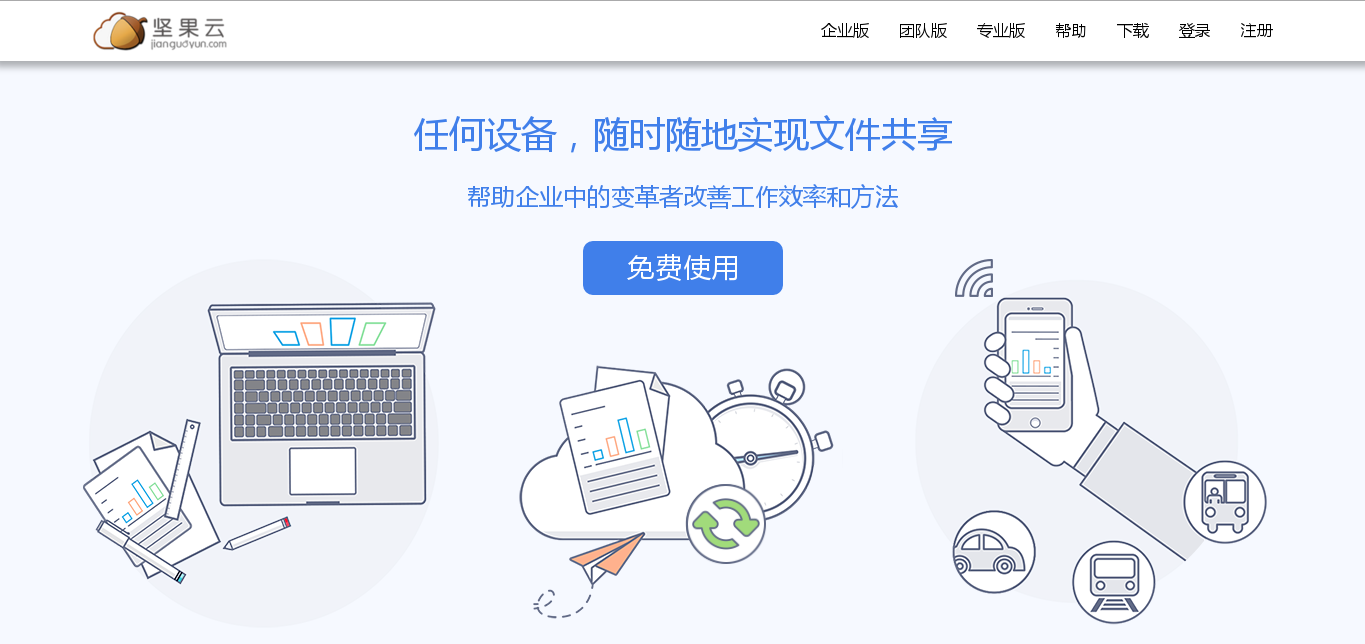 坚果云
jianguoyun.com
企业版 团队版 专业版 帮助 下载 登录 注册
任何设备，随时随地实现文件共享
帮助企业中的变革者改善工作效率和方法
免费使用